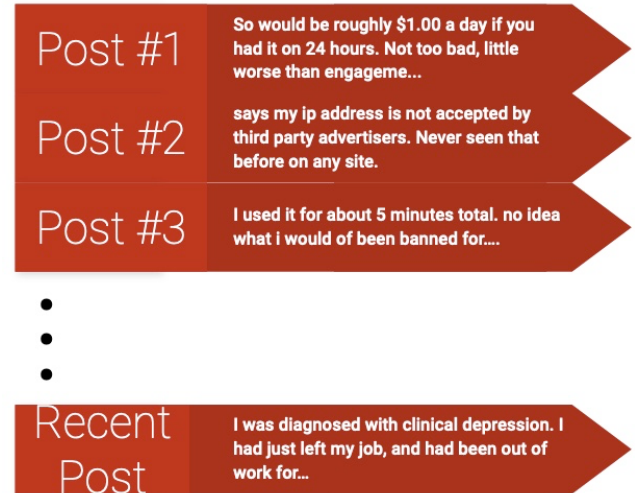 Post #1
So would be roughly $1.00 a day if you
had it on 24 hours. Not too bad, little
worse than engageme...
Post #2
says my ip address is not accepted by
third party advertisers. Never seen that
before on any site.
Post #3
I used it for about 5 minutes total. no idea
what i would of been banned for....
Recent
Post
I was diagnosed with clinical depression. I
had just left my job, and had been out of
work for...